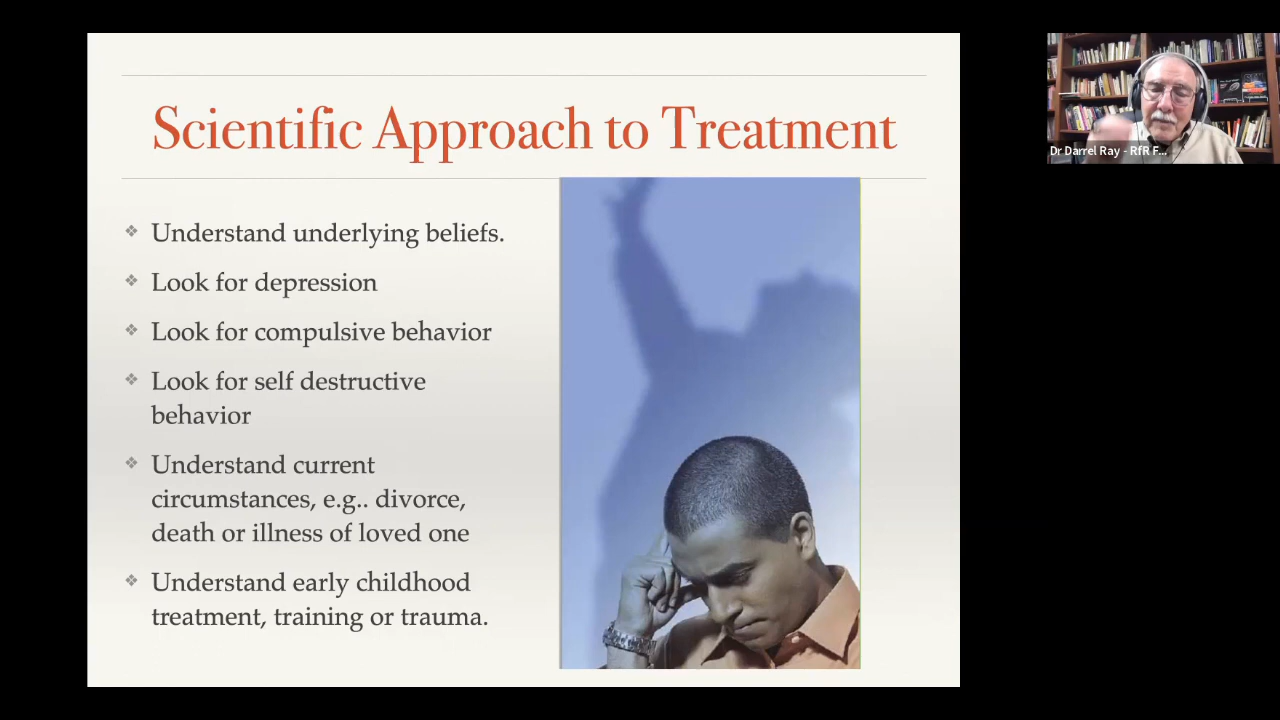 Scientific Approach to Treatment
❖ Understand underlying beliefs.
❖ Look for depression
❖ Look for compulsive behavior
❖ Look for self destructive
behavior
❖ Understand current
circumstances, e.g.. divorce,
death or illness of loved one
❖ Understand early childhood
treatment, training or trauma.
Dr Darrel Ray - RfR F...